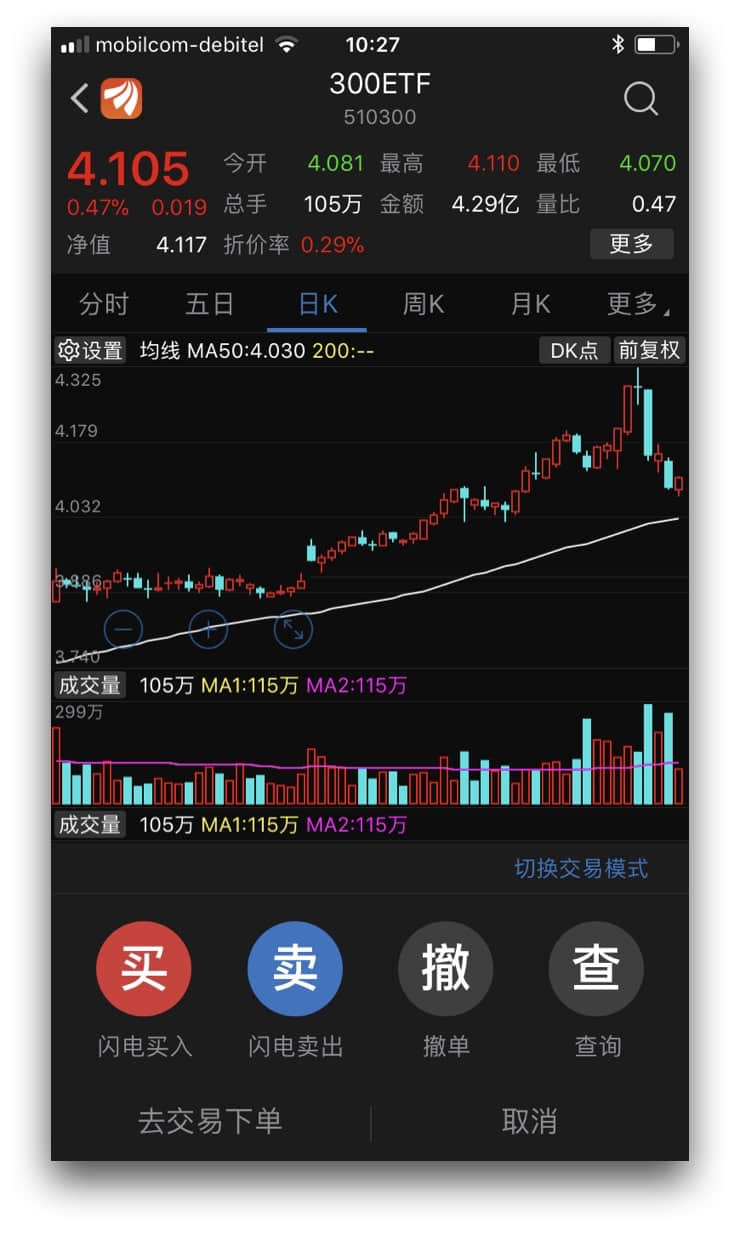 mobilcom-debitel 10:27
300ETF
510300
4.105 今开 4.081 最高 4.110 最低 4.070
0.47% 0.019 总手 105万 金额 4.29亿 量比 0.47
净值 4.117 折价率 0.29% 更多
分时 五日 日K 周K 月K 更多
设置 均线 MA50:4.030 200:-- DK点 前复权
4.325
4.179
4.032
3.886
3.740
成交量 105万 MA1:115万 MA2:115万
299万
成交量 105万 MA1:115万 MA2:115万
切换交易模式
买 卖 撤 查
闪电买入 闪电卖出 撤单 查询
去交易下单 取消